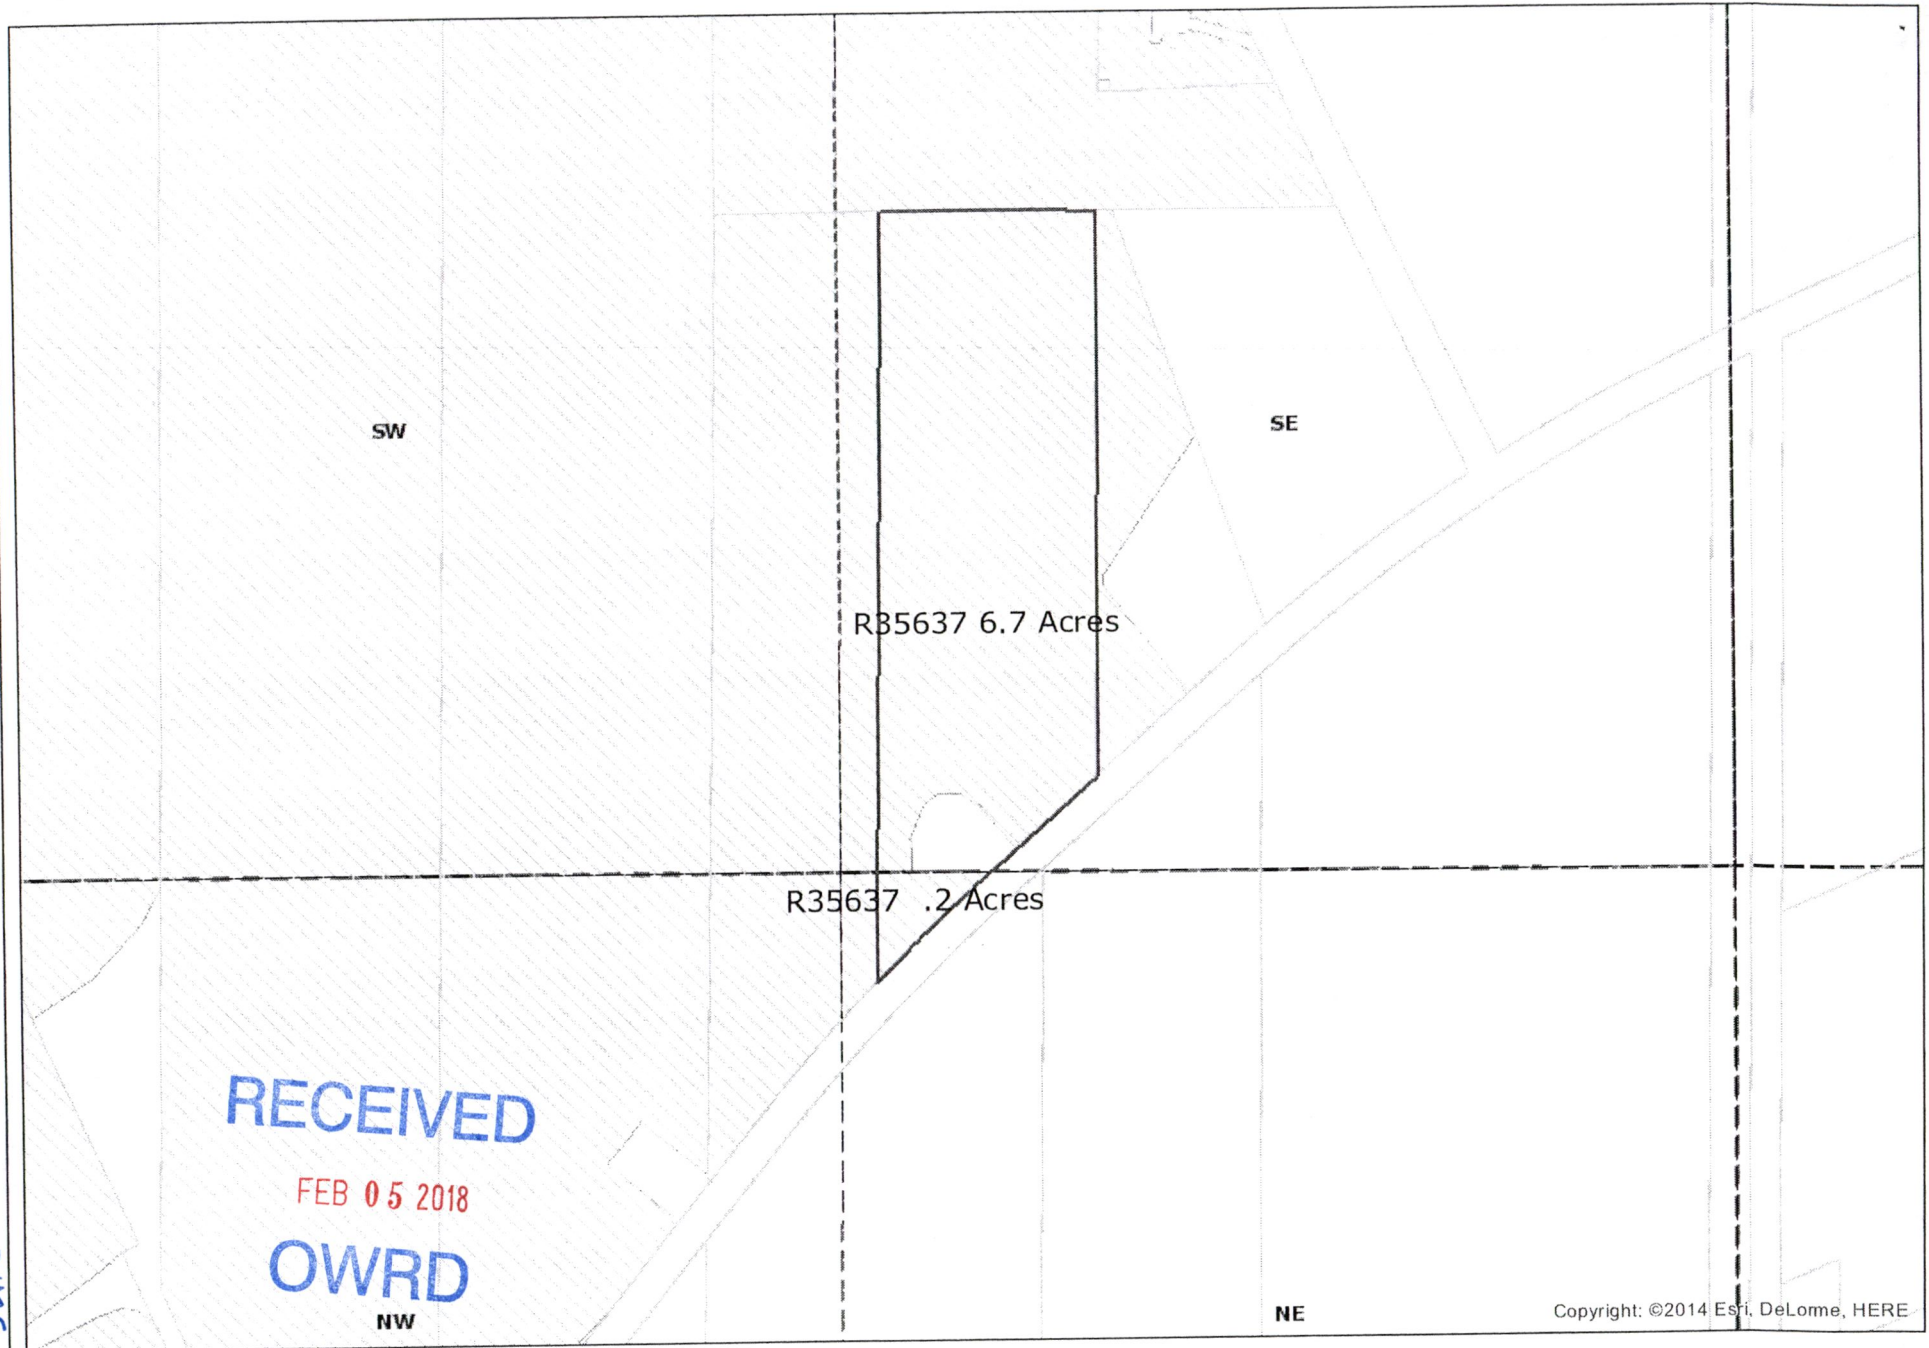 SW
SE
R35637 6.7 Acres
R35637 .2 Acres
RECEIVED
FEB 05 2018
OWRD
NW
NE
Copyright: ©2014 Esri, DeLorme, HERE